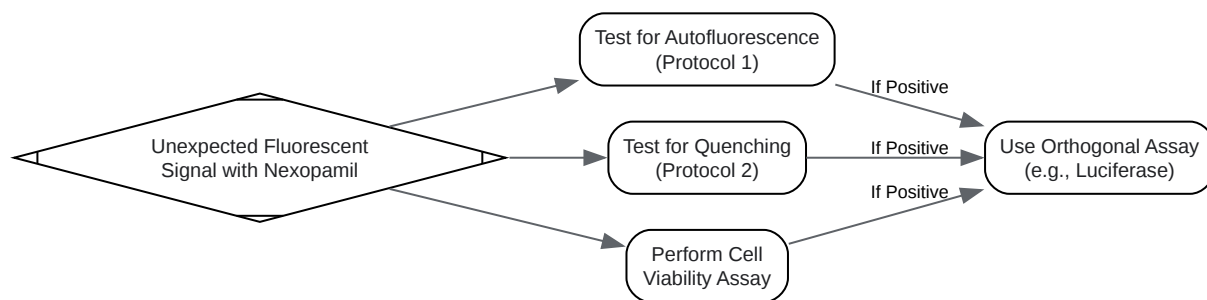 Test for Autofluorescence
(Protocol 1)
If Positive
Unexpected Fluorescent
Signal with Nexopamil
Test for Quenching
(Protocol 2)
If Positive
Use Orthogonal Assay
(e.g., Luciferase)
If Positive
Perform Cell
Viability Assay